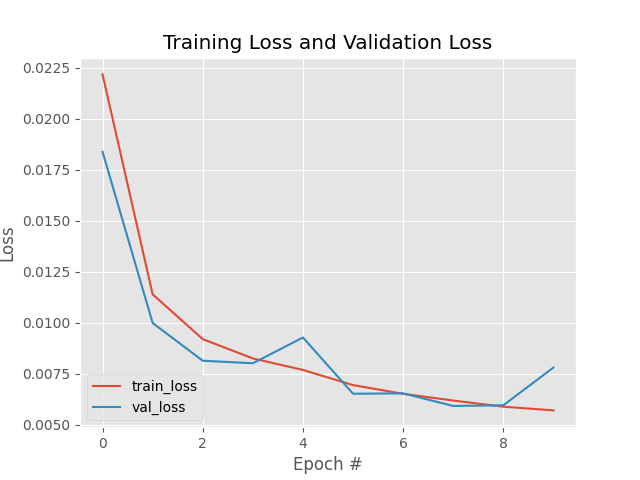 Training Loss and Validation Loss
0.0225
0.0200
0.0175
0.0150
0.0125
0.0100
0.0075
0.0050
Loss
train_loss
val_loss
0 2 4 6 8
Epoch #